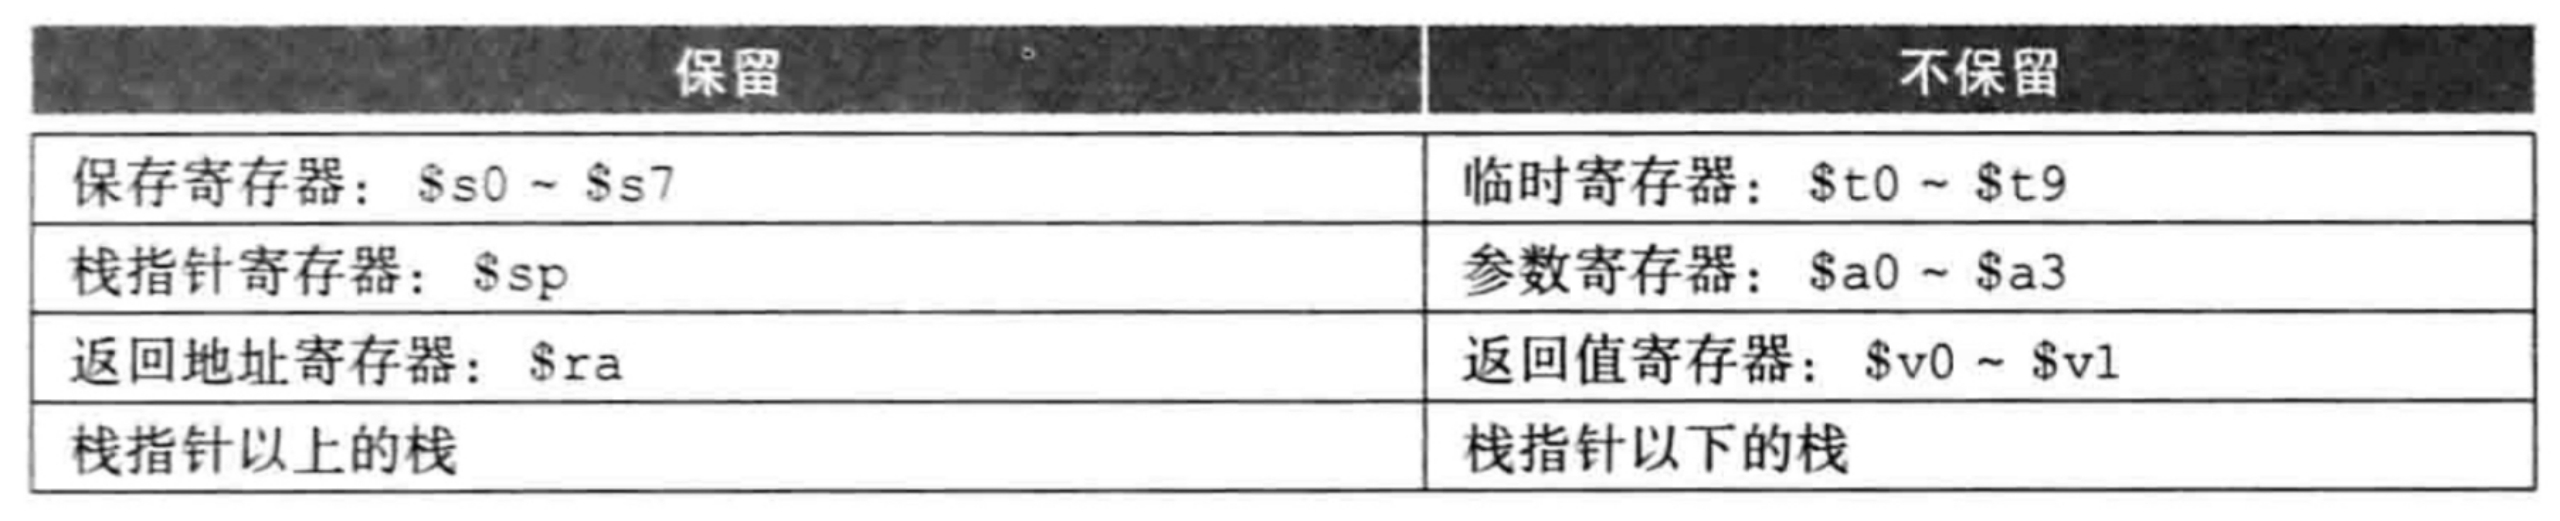 保留 不保留
保存寄存器： $s0 ~ $s7 临时寄存器： $t0 ~ $t9
栈指针寄存器： $sp 参数寄存器： $a0 ~ $a3
返回地址寄存器： $ra 返回值寄存器： $v0 ~ $v1
栈指针以上的栈 栈指针以下的栈